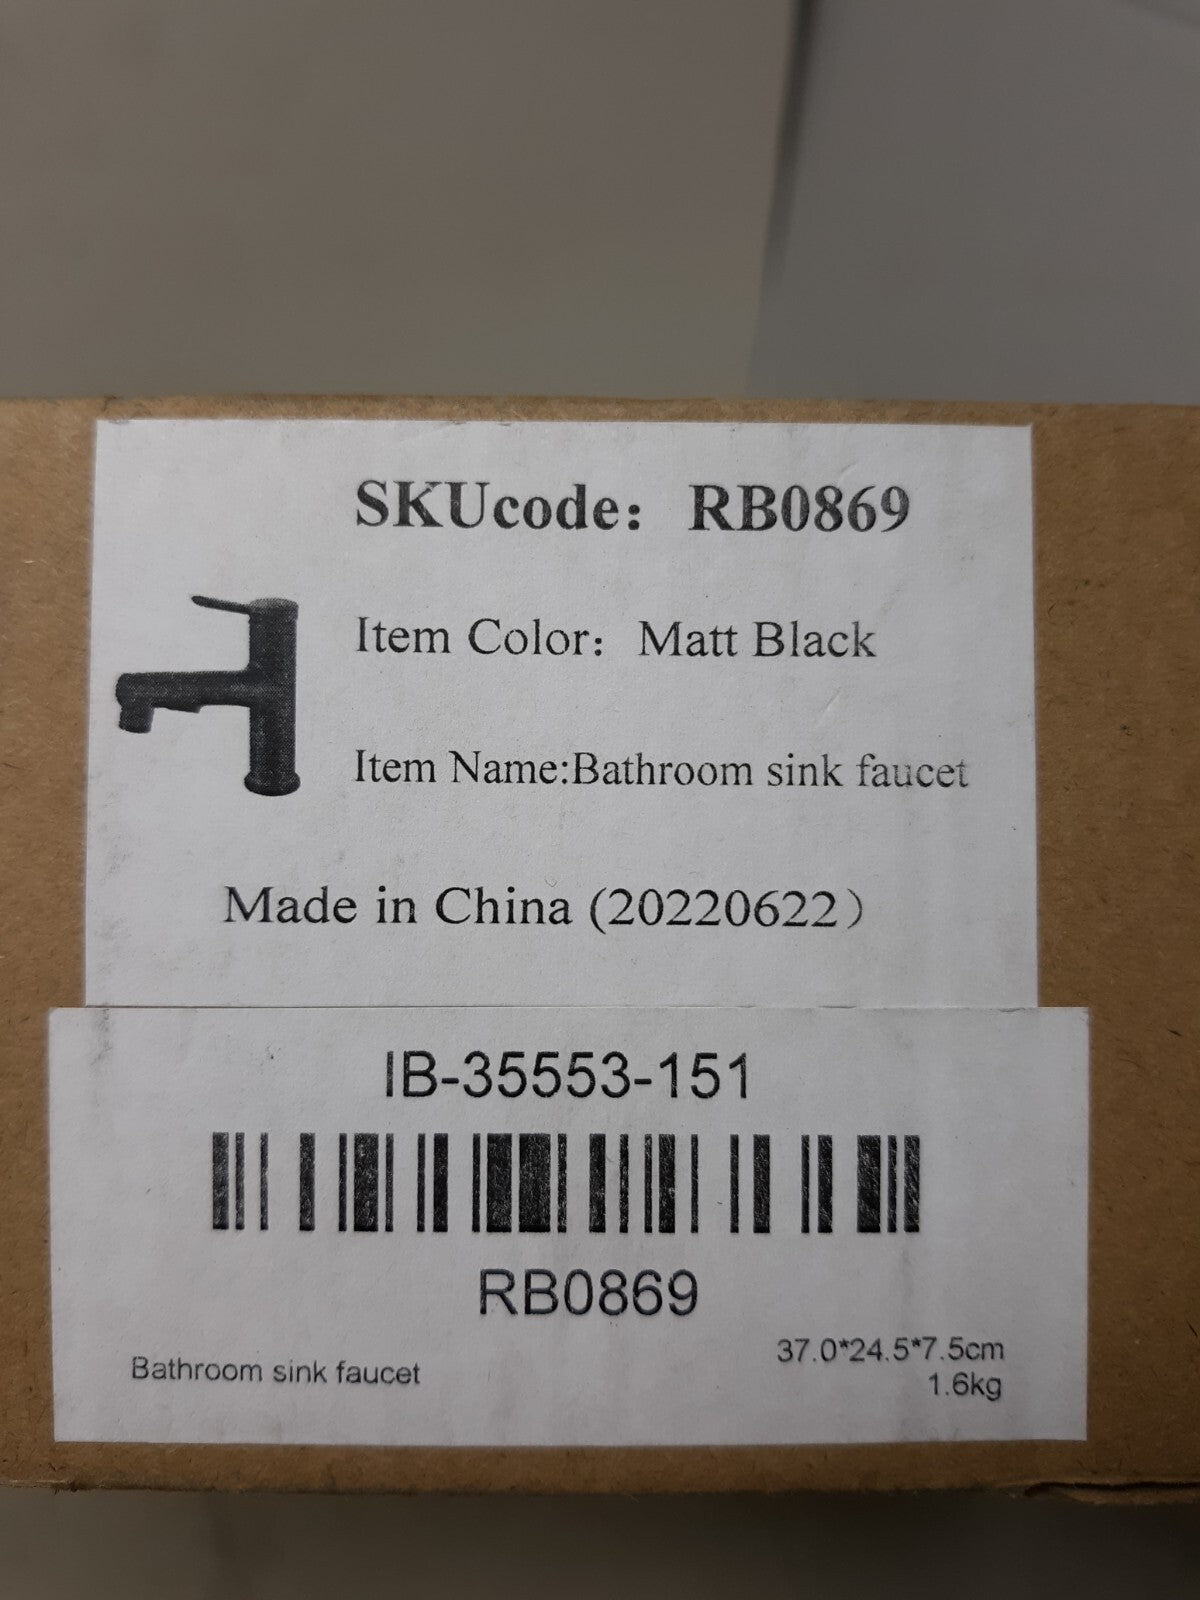 SKUcode： RB0869
Item Color： Matt Black
Item Name:Bathroom sink faucet
Made in China (20220622）
IB-35553-151
RB0869
Bathroom sink faucet
37.0*24.5*7.5cm
1.6kg